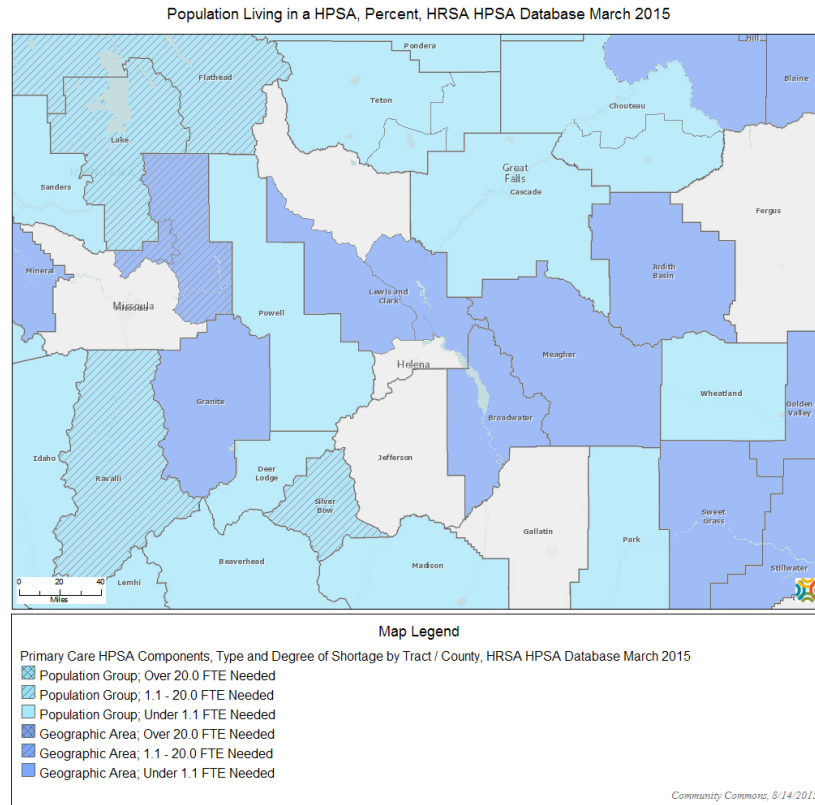 Population Living in a HPSA, Percent, HRSA HPSA Database March 2015
Hill
Pondera
Blaine
Flathead
Teton
Chouteau
Lake
Great
Falls
Cascade
Sanders
Fergus
Mineral
Judith
Basin
Lewis and
Clark
Missoula
Powell
Helena
Meagher
Wheatland
Golden
Valley
Granite
Broadwater
Idaho
Ravalli
Deer
Lodge
Jefferson
Silver
Bow
Sweet
Grass
Gallatin
Park
Beaverhead
Madison
Stillwater
Lemhi
0 20 40
Miles
Map Legend
Primary Care HPSA Components, Type and Degree of Shortage by Tract / County, HRSA HPSA Database March 2015
Population Group; Over 20.0 FTE Needed
Population Group; 1.1 - 20.0 FTE Needed
Population Group; Under 1.1 FTE Needed
Geographic Area; Over 20.0 FTE Needed
Geographic Area; 1.1 - 20.0 FTE Needed
Geographic Area; Under 1.1 FTE Needed
Community Commons, 8/14/2015